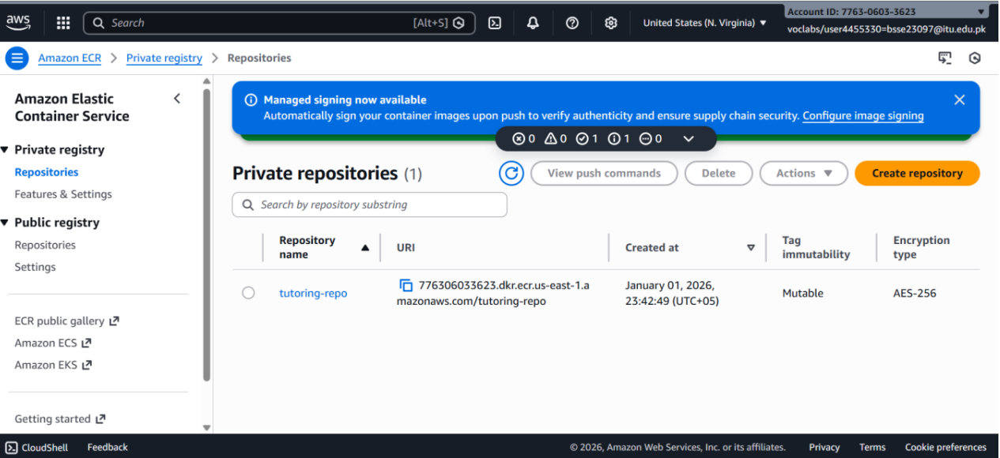 aws
Search [Alt+S]
United States (N. Virginia) ▼
Account ID: 7763-0603-3623
voclabs/user4455330=bsse23097@itu.edu.pk
Amazon ECR > Private registry > Repositories
Amazon Elastic
Container Service
Private registry
Repositories
Features & Settings
Public registry
Repositories
Settings
ECR public gallery
Amazon ECS
Amazon EKS
Getting started
Managed signing now available
Automatically sign your container images upon push to verify authenticity and ensure supply chain security. Configure image signing
0 0 1 1 0
Private repositories (1)
View push commands
Delete
Actions ▼
Create repository
Search by repository substring
Repository
name
URI
Created at
Tag
immutability
Encryption
type
tutoring-repo
776306033623.dkr.ecr.us-east-1.a
mazonaws.com/tutoring-repo
January 01, 2026,
23:42:49 (UTC+05)
Mutable
AES-256
CloudShell
Feedback
© 2026, Amazon Web Services, Inc. or its affiliates.
Privacy
Terms
Cookie preferences